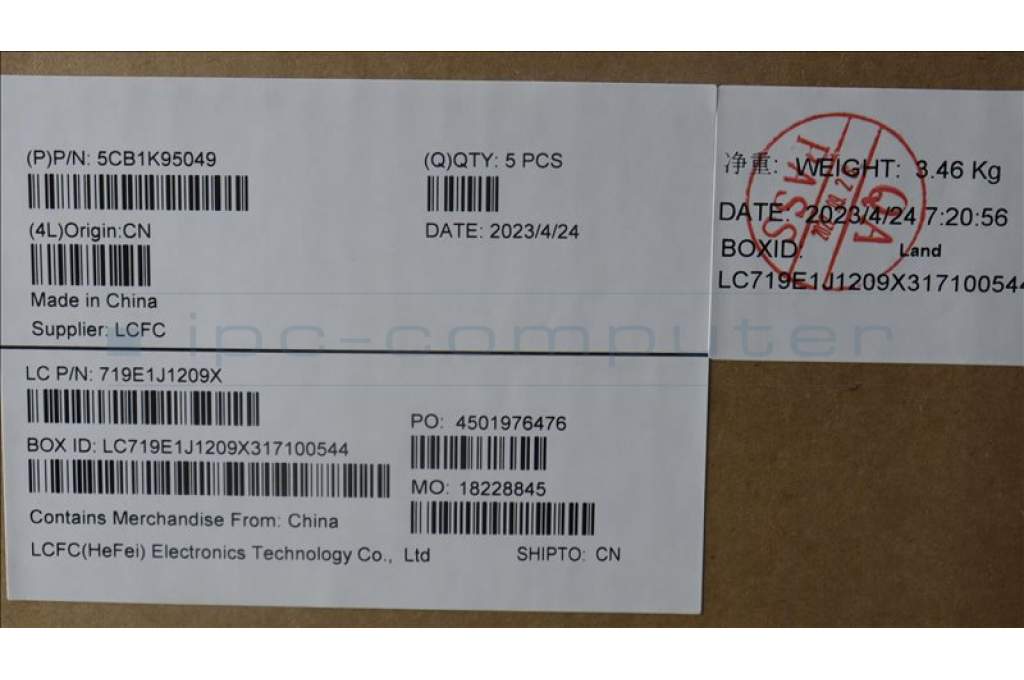 (P)P/N: 5CB1K95049
(Q)QTY: 5 PCS
(4L)Origin:CN
DATE: 2023/4/24
Made in China
Supplier: LCFC
净重: WEIGHT: 3.46 Kg
DATE: 2023/4/24 7:20:56
BOXID: Land
LC719E1J1209X317100544
QA
PASS
ipc-computer
LC P/N: 719E1J1209X
PO: 4501976476
BOX ID: LC719E1J1209X317100544
MO: 18228845
Contains Merchandise From: China
LCFC(HeFei) Electronics Technology Co., Ltd SHIPTO: CN